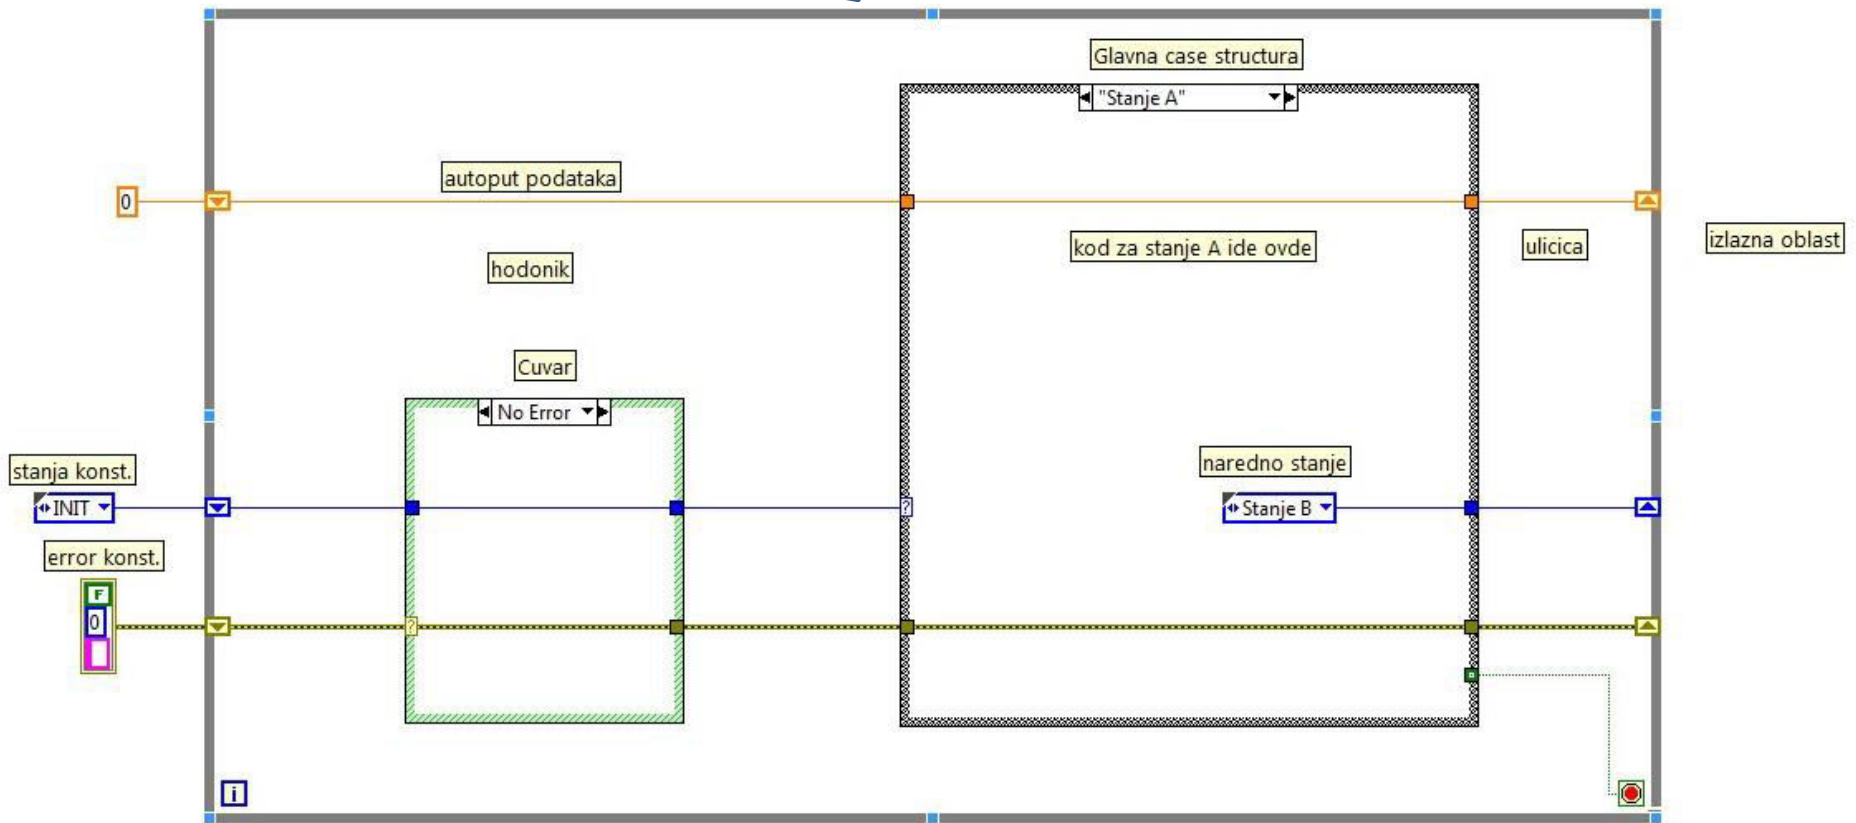 Glavna case structura
"Stanje A"
autoput podataka
0
kod za stanje A ide ovde
ulicica
izlazna oblast
hodonik
Cuvar
No Error
stanja konst.
INIT
?
naredno stanje
Stanje B
error konst.
F
0
?
i